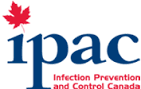 ipac
Infection Prevention
and Control Canada